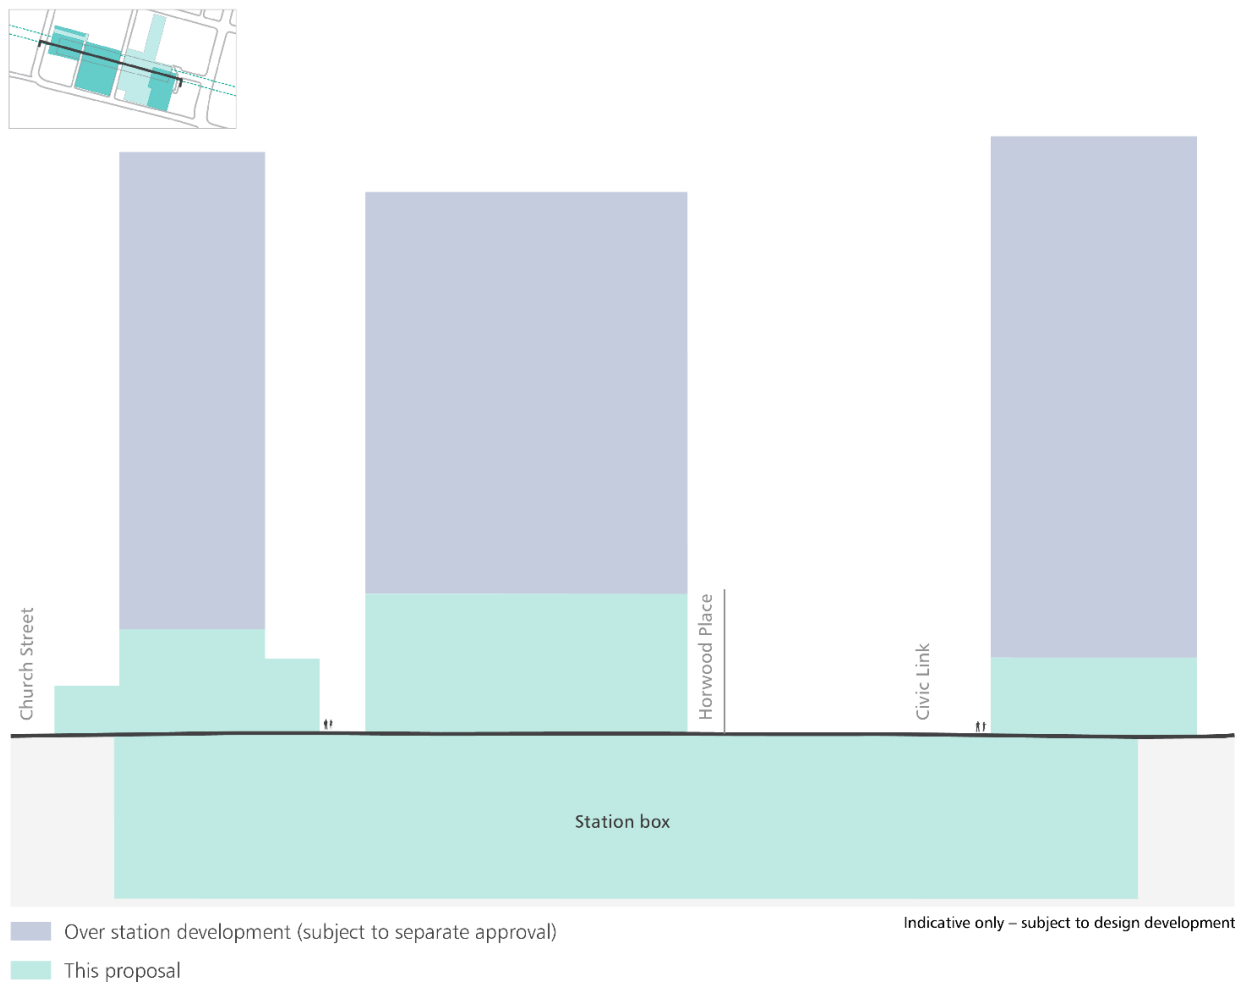 Church Street
Horwood Place
Civic Link
Station box
Over station development (subject to separate approval)
This proposal
Indicative only – subject to design development